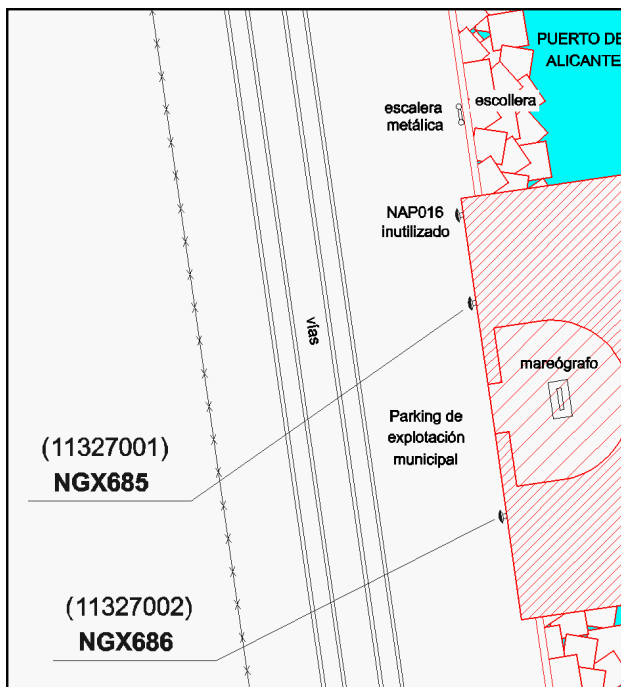 PUERTO DE
ALICANTE
escollera
escalera
metálica
NAP016
inutilizado
vías
mareógrafo
Parking de
explotación
municipal
(11327001)
NGX685
(11327002)
NGX686